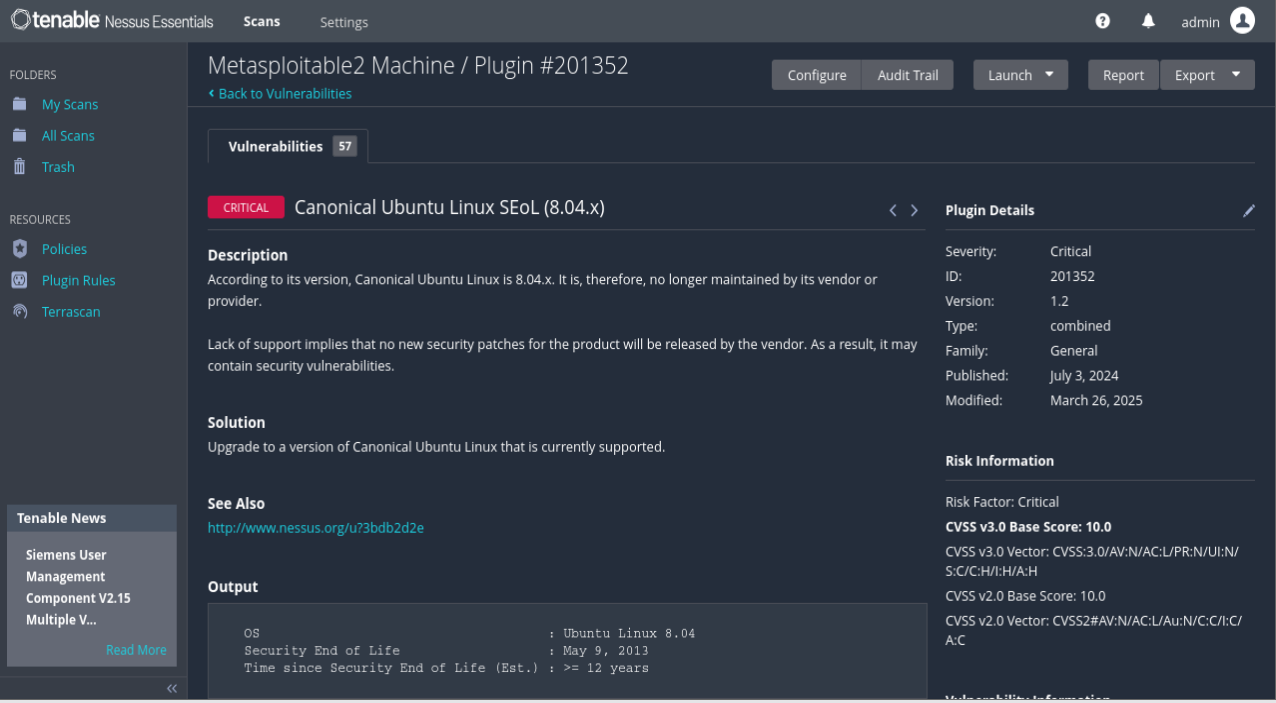 tenable Nessus Essentials Scans Settings admin
FOLDERS
My Scans
All Scans
Trash
RESOURCES
Policies
Plugin Rules
Terrascan
Tenable News
Siemens User
Management
Component V2.15
Multiple V...
Read More
Metasploitable2 Machine / Plugin #201352
Back to Vulnerabilities
Configure Audit Trail Launch Report Export
Vulnerabilities 57
CRITICAL Canonical Ubuntu Linux SEoL (8.04.x)
Description
According to its version, Canonical Ubuntu Linux is 8.04.x. It is, therefore, no longer maintained by its vendor or
provider.
Lack of support implies that no new security patches for the product will be released by the vendor. As a result, it may
contain security vulnerabilities.
Solution
Upgrade to a version of Canonical Ubuntu Linux that is currently supported.
See Also
http://www.nessus.org/u?3bdb2d2e
Output
OS : Ubuntu Linux 8.04
Security End of Life : May 9, 2013
Time since Security End of Life (Est.) : >= 12 years
Plugin Details
Severity: Critical
ID: 201352
Version: 1.2
Type: combined
Family: General
Published: July 3, 2024
Modified: March 26, 2025
Risk Information
Risk Factor: Critical
CVSS v3.0 Base Score: 10.0
CVSS v3.0 Vector: CVSS:3.0/AV:N/AC:L/PR:N/UI:N/
S:C/C:H/I:H/A:H
CVSS v2.0 Base Score: 10.0
CVSS v2.0 Vector: CVSS2#AV:N/AC:L/Au:N/C:C/I:C/
A:C
Vulnerability Information